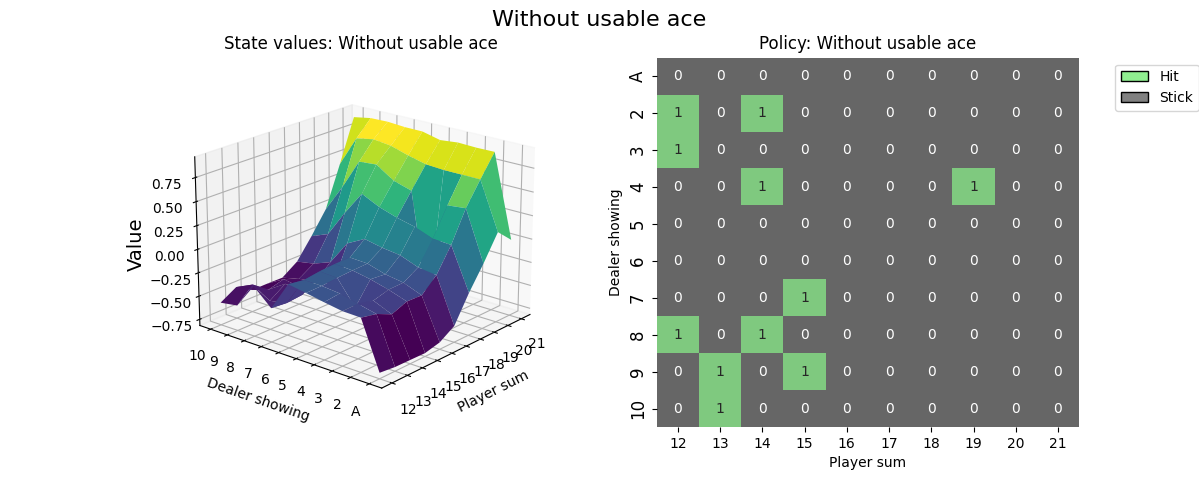 Without usable ace
State values: Without usable ace
Value
0.75
0.50
0.25
0.00
−0.25
−0.50
−0.75
10 9 8 7 6 5 4 3 2 A
Dealer showing
12 13 14 15 16 17 18 19 20 21
Player sum
Policy: Without usable ace
Dealer showing
A 0 0 0 0 0 0 0 0 0 0
2 1 0 1 0 0 0 0 0 0 0
3 1 0 0 0 0 0 0 0 0 0
4 0 0 1 0 0 0 0 1 0 0
5 0 0 0 0 0 0 0 0 0 0
6 0 0 0 0 0 0 0 0 0 0
7 0 0 0 1 0 0 0 0 0 0
8 1 0 1 0 0 0 0 0 0 0
9 0 1 0 1 0 0 0 0 0 0
10 0 1 0 0 0 0 0 0 0 0
12 13 14 15 16 17 18 19 20 21
Player sum
Hit
Stick